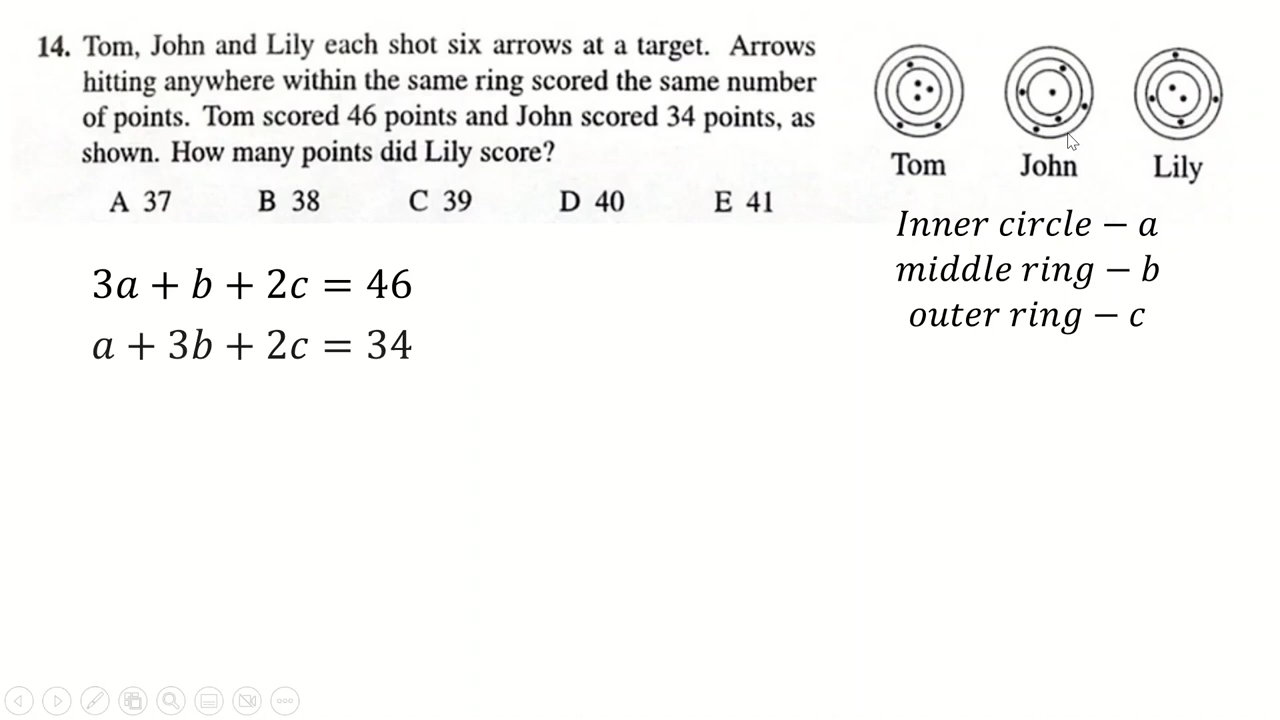 14. Tom, John and Lily each shot six arrows at a target. Arrows
hitting anywhere within the same ring scored the same number
of points. Tom scored 46 points and John scored 34 points, as
shown. How many points did Lily score?
A 37 B 38 C 39 D 40 E 41
Tom John Lily
Inner circle − a
middle ring − b
outer ring − c
3a + b + 2c = 46
a + 3b + 2c = 34